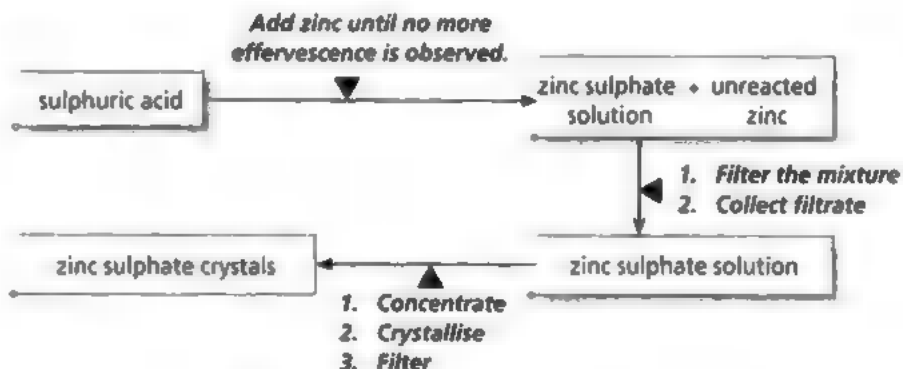 Add zinc until no more
effervescence is observed.
sulphuric acid
zinc sulphate + unreacted
solution zinc
1. Filter the mixture
2. Collect filtrate
zinc sulphate solution
zinc sulphate crystals
1. Concentrate
2. Crystallise
3. Filter